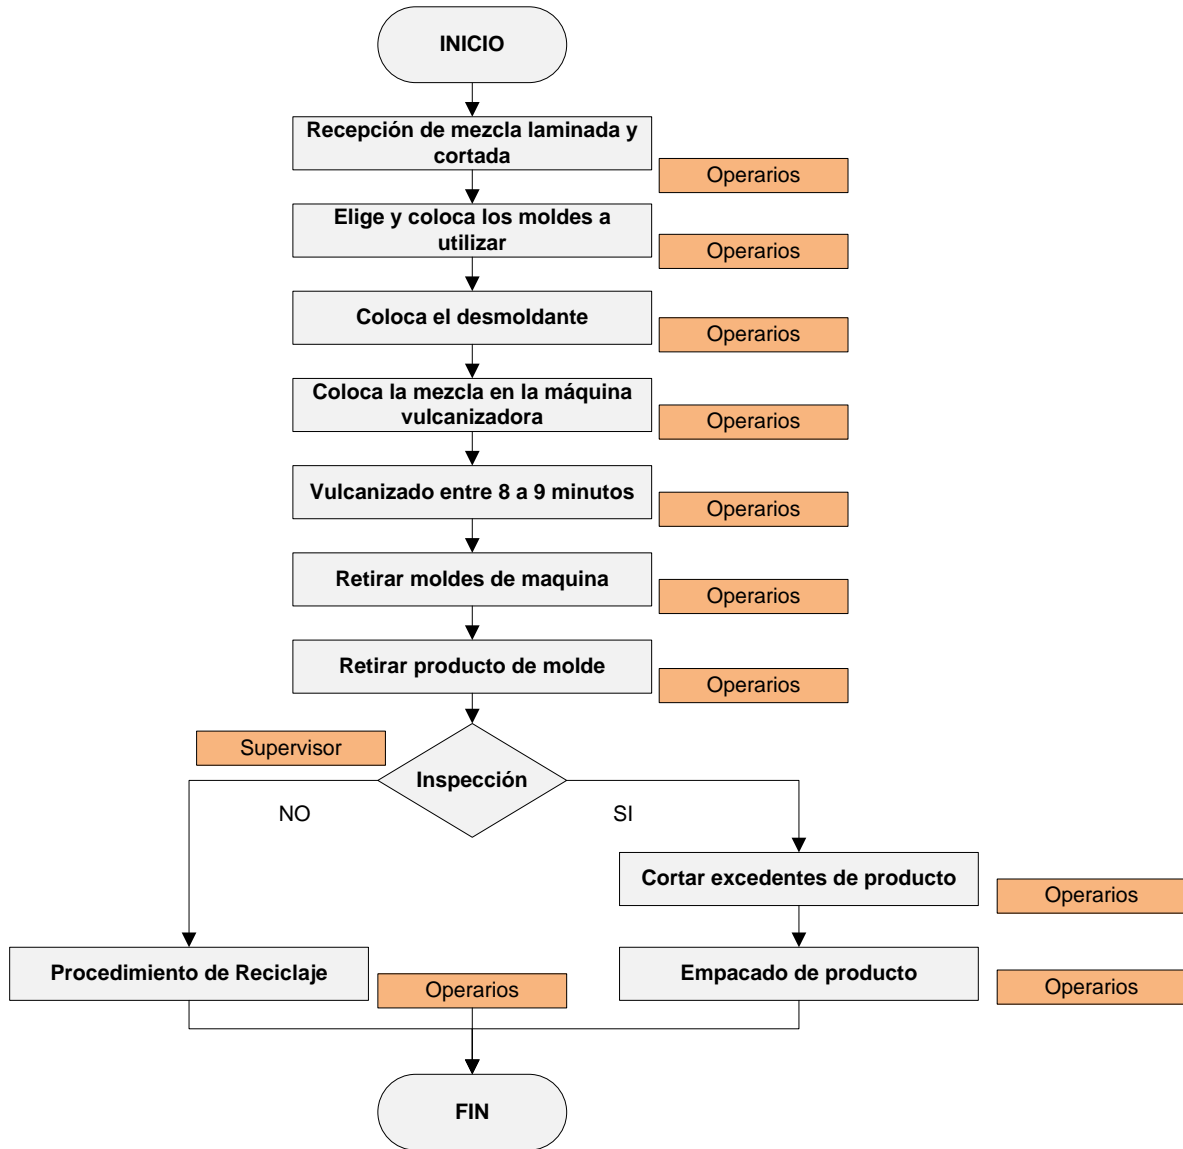 INICIO
Recepción de mezcla laminada y
cortada
Operarios
Elige y coloca los moldes a
utilizar
Operarios
Coloca el desmoldante
Operarios
Coloca la mezcla en la máquina
vulcanizadora
Operarios
Vulcanizado entre 8 a 9 minutos
Operarios
Retirar moldes de maquina
Operarios
Retirar producto de molde
Operarios
Supervisor
Inspección
NO
SI
Cortar excedentes de producto
Operarios
Procedimiento de Reciclaje
Operarios
Empacado de producto
Operarios
FIN